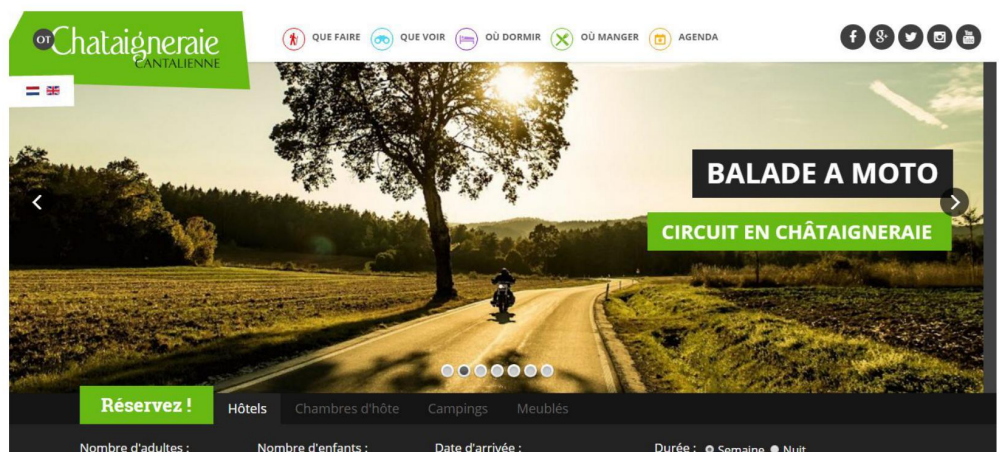 OT Chataigneraie
CANTALIENNE
QUE FAIRE QUE VOIR OÙ DORMIR OÙ MANGER AGENDA
BALADE A MOTO
CIRCUIT EN CHÂTAIGNERAIE
Réservez ! Hôtels Chambres d'hôte Campings Meublés
Nombre d'adultes : Nombre d'enfants : Date d'arrivée : Durée : Semaine Nuit